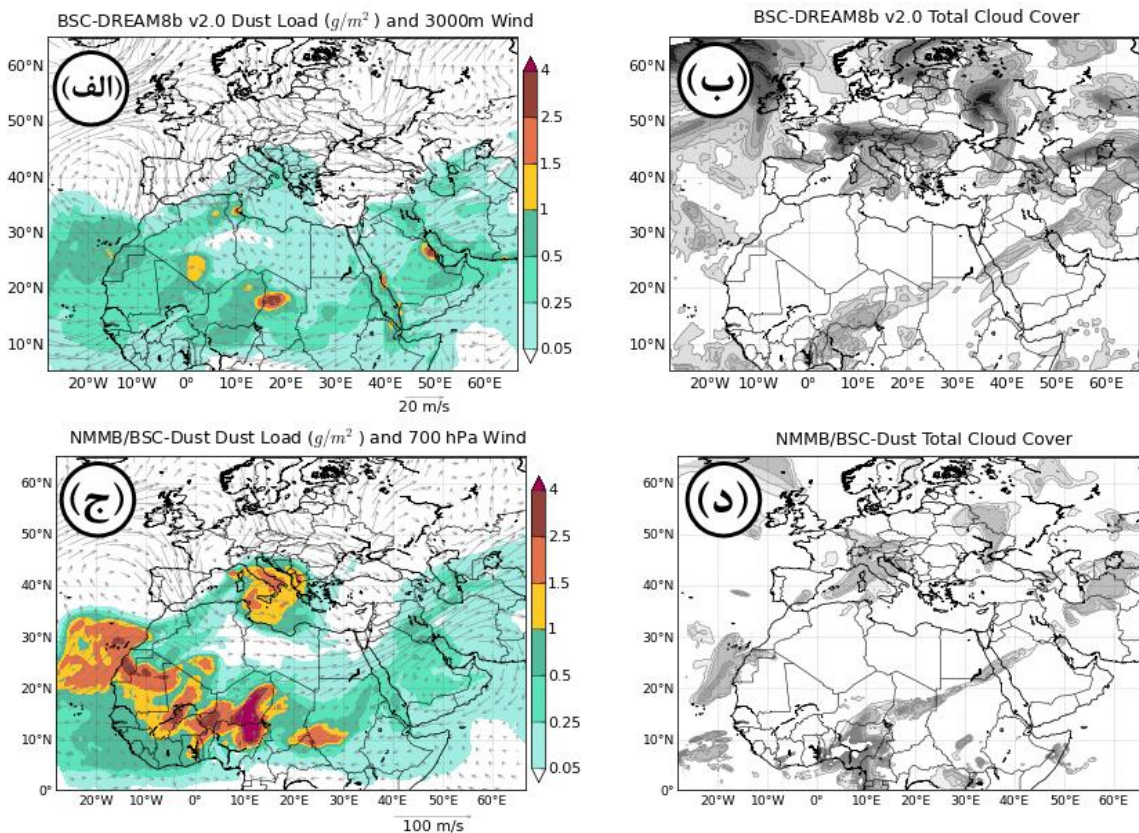 BSC-DREAM8b v2.0 Dust Load (g/m²) and 3000m Wind
(الف)
60°N
50°N
40°N
30°N
20°N
10°N
20°W 10°W 0° 10°E 20°E 30°E 40°E 50°E 60°E
4
2.5
1.5
1
0.5
0.25
0.05
20 m/s
BSC-DREAM8b v2.0 Total Cloud Cover
(ب)
60°N
50°N
40°N
30°N
20°N
10°N
20°W 10°W 0° 10°E 20°E 30°E 40°E 50°E 60°E
NMMB/BSC-Dust Dust Load (g/m²) and 700 hPa Wind
(ج)
60°N
50°N
40°N
30°N
20°N
10°N
0°
20°W 10°W 0° 10°E 20°E 30°E 40°E 50°E 60°E
4
2.5
1.5
1
0.5
0.25
0.05
100 m/s
NMMB/BSC-Dust Total Cloud Cover
(د)
60°N
50°N
40°N
30°N
20°N
10°N
0°
20°W 10°W 0° 10°E 20°E 30°E 40°E 50°E 60°E